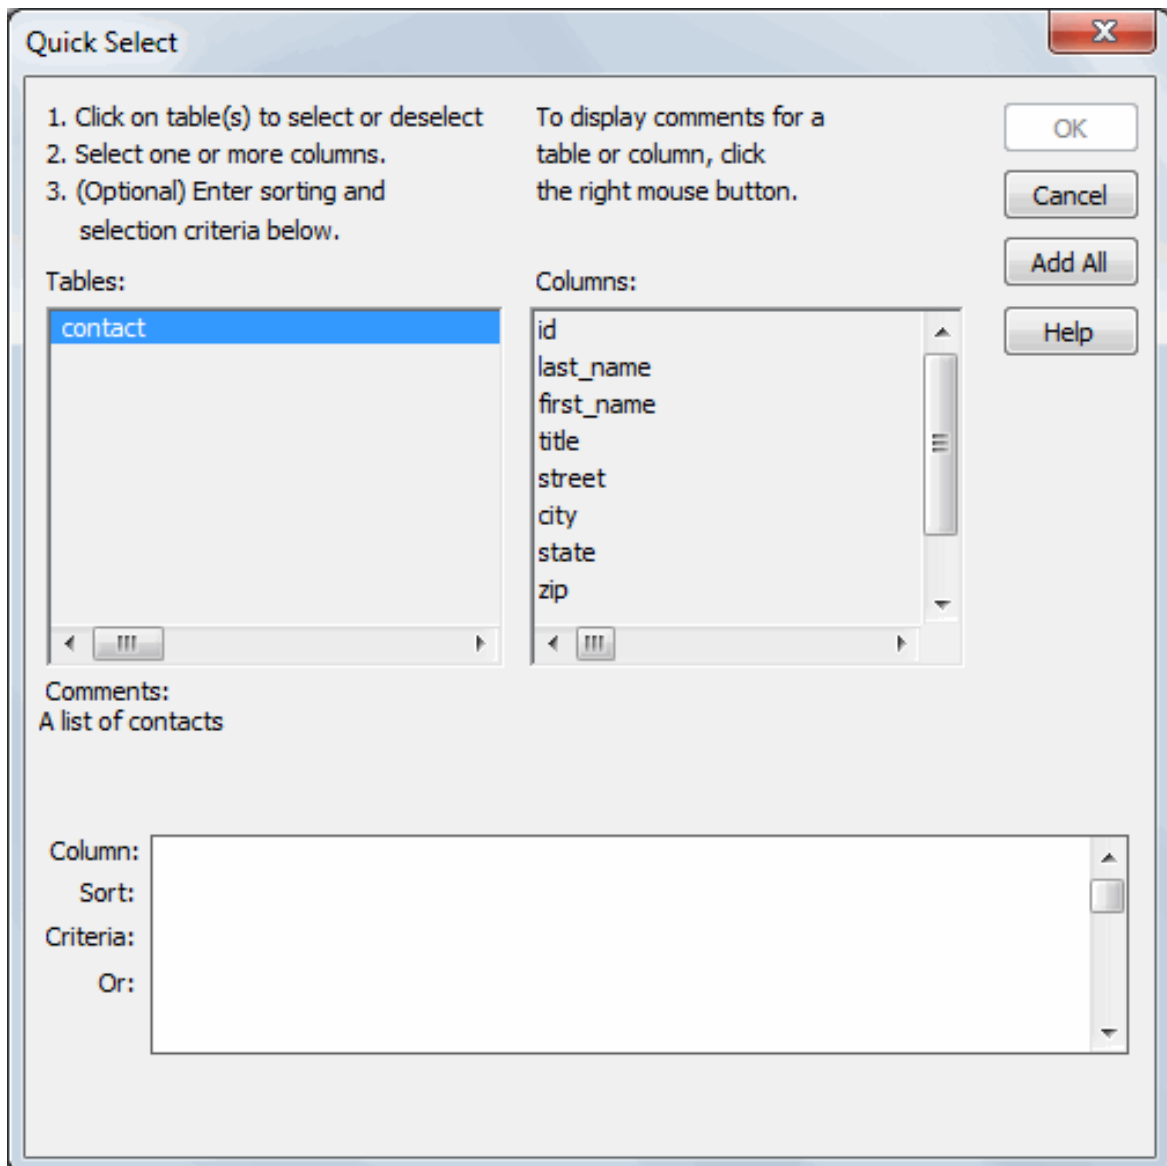 Quick Select
1. Click on table(s) to select or deselect
2. Select one or more columns.
3. (Optional) Enter sorting and
selection criteria below.
To display comments for a
table or column, click
the right mouse button.
OK
Cancel
Add All
Help
Tables:
contact
Columns:
id
last_name
first_name
title
street
city
state
zip
Comments:
A list of contacts
Column:
Sort:
Criteria:
Or: